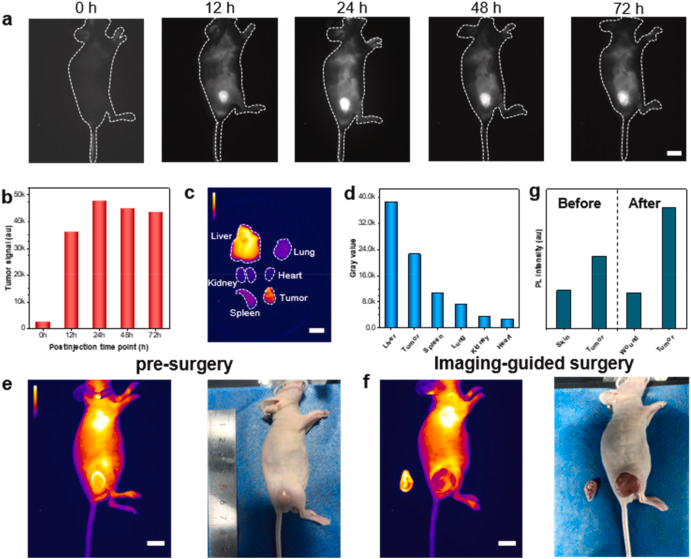 a
0 h 12 h 24 h 48 h 72 h
b
Tumor signal (au)
50k
40k
30k
20k
10k
0
0h 12h 24h 48h 72h
Postinjection time point (h)
c
Liver
Lung
Kidney
Heart
Tumor
Spleen
d
Gray value
40.0k
32.0k
24.0k
16.0k
8.0k
0.0
Liver Tumor Spleen Lung Kidney Heart
g
Before After
PL Intensity (au)
Skin Tumor Wound Tumor
pre-surgery
Imaging-guided surgery
e
f